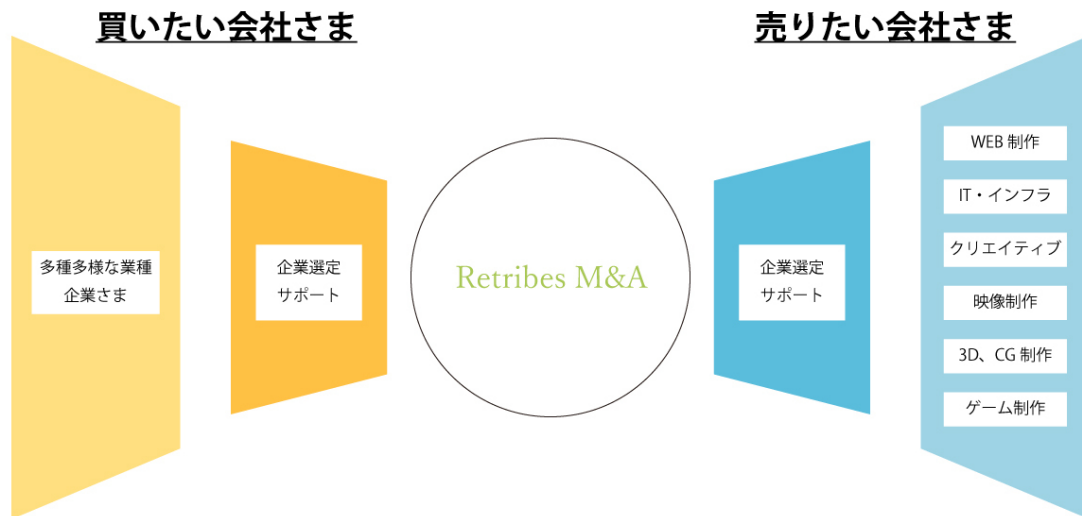 買いたい会社さま
売りたい会社さま
多種多様な業種
企業さま
企業選定
サポート
Retribes M&A
企業選定
サポート
WEB 制作
IT・インフラ
クリエイティブ
映像制作
3D、CG 制作
ゲーム制作